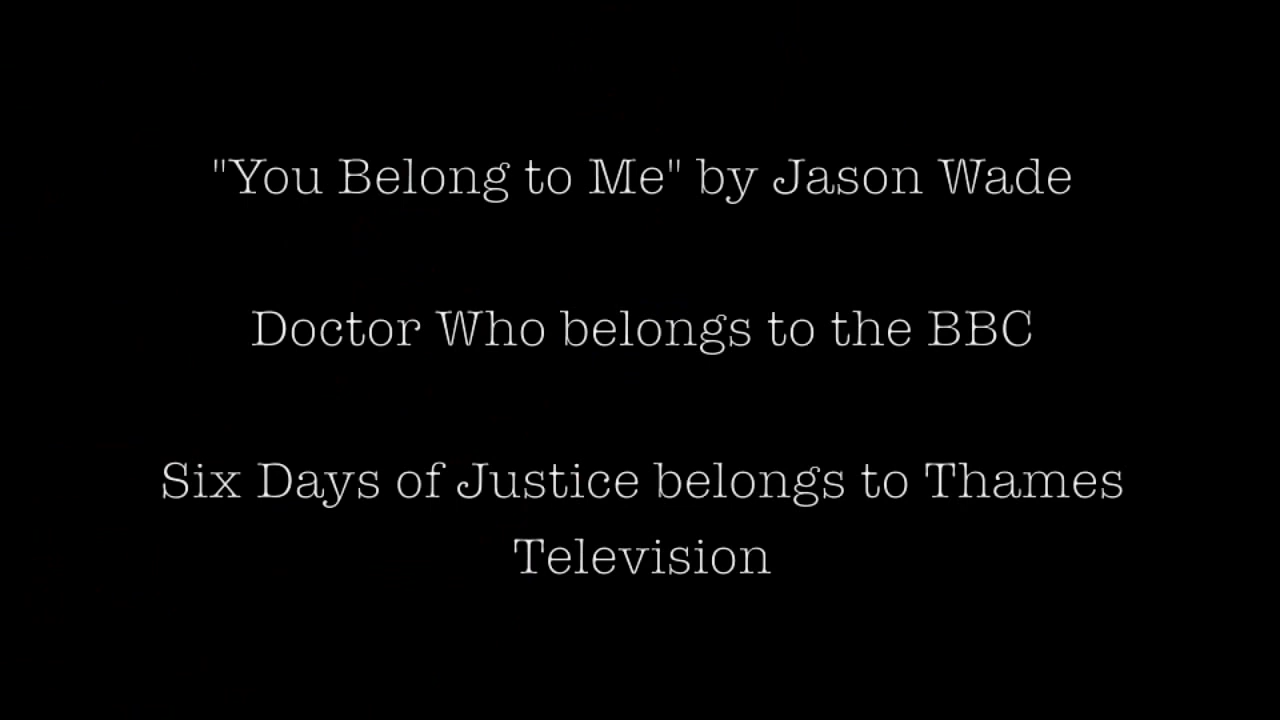 "You Belong to Me" by Jason Wade
Doctor Who belongs to the BBC
Six Days of Justice belongs to Thames
Television